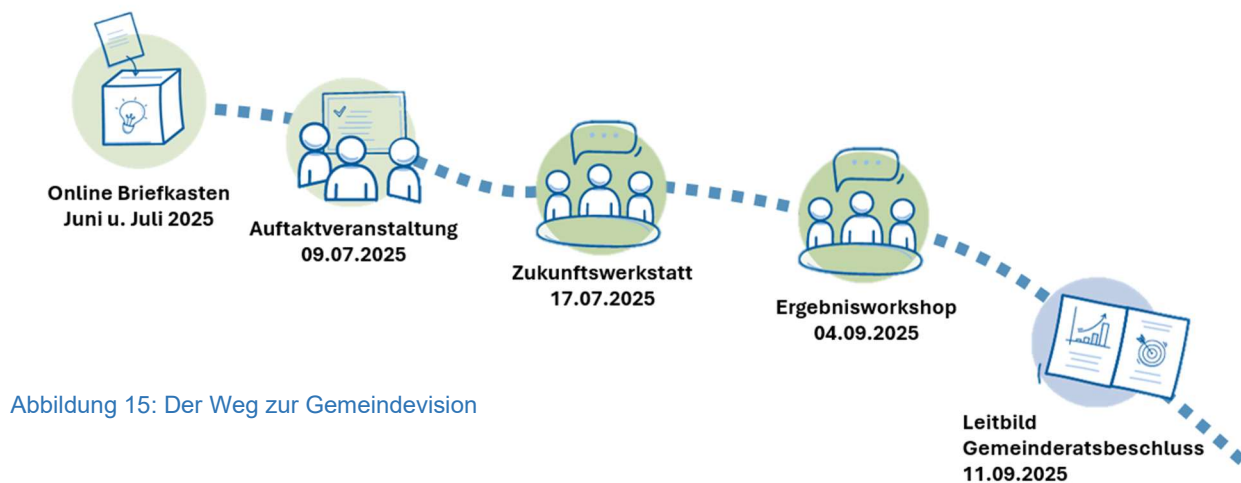 Online Briefkasten
Juni u. Juli 2025
Auftaktveranstaltung
09.07.2025
Zukunftswerkstatt
17.07.2025
Ergebnisworkshop
04.09.2025
Leitbild
Gemeinderatsbeschluss
11.09.2025
Abbildung 15: Der Weg zur Gemeindevision